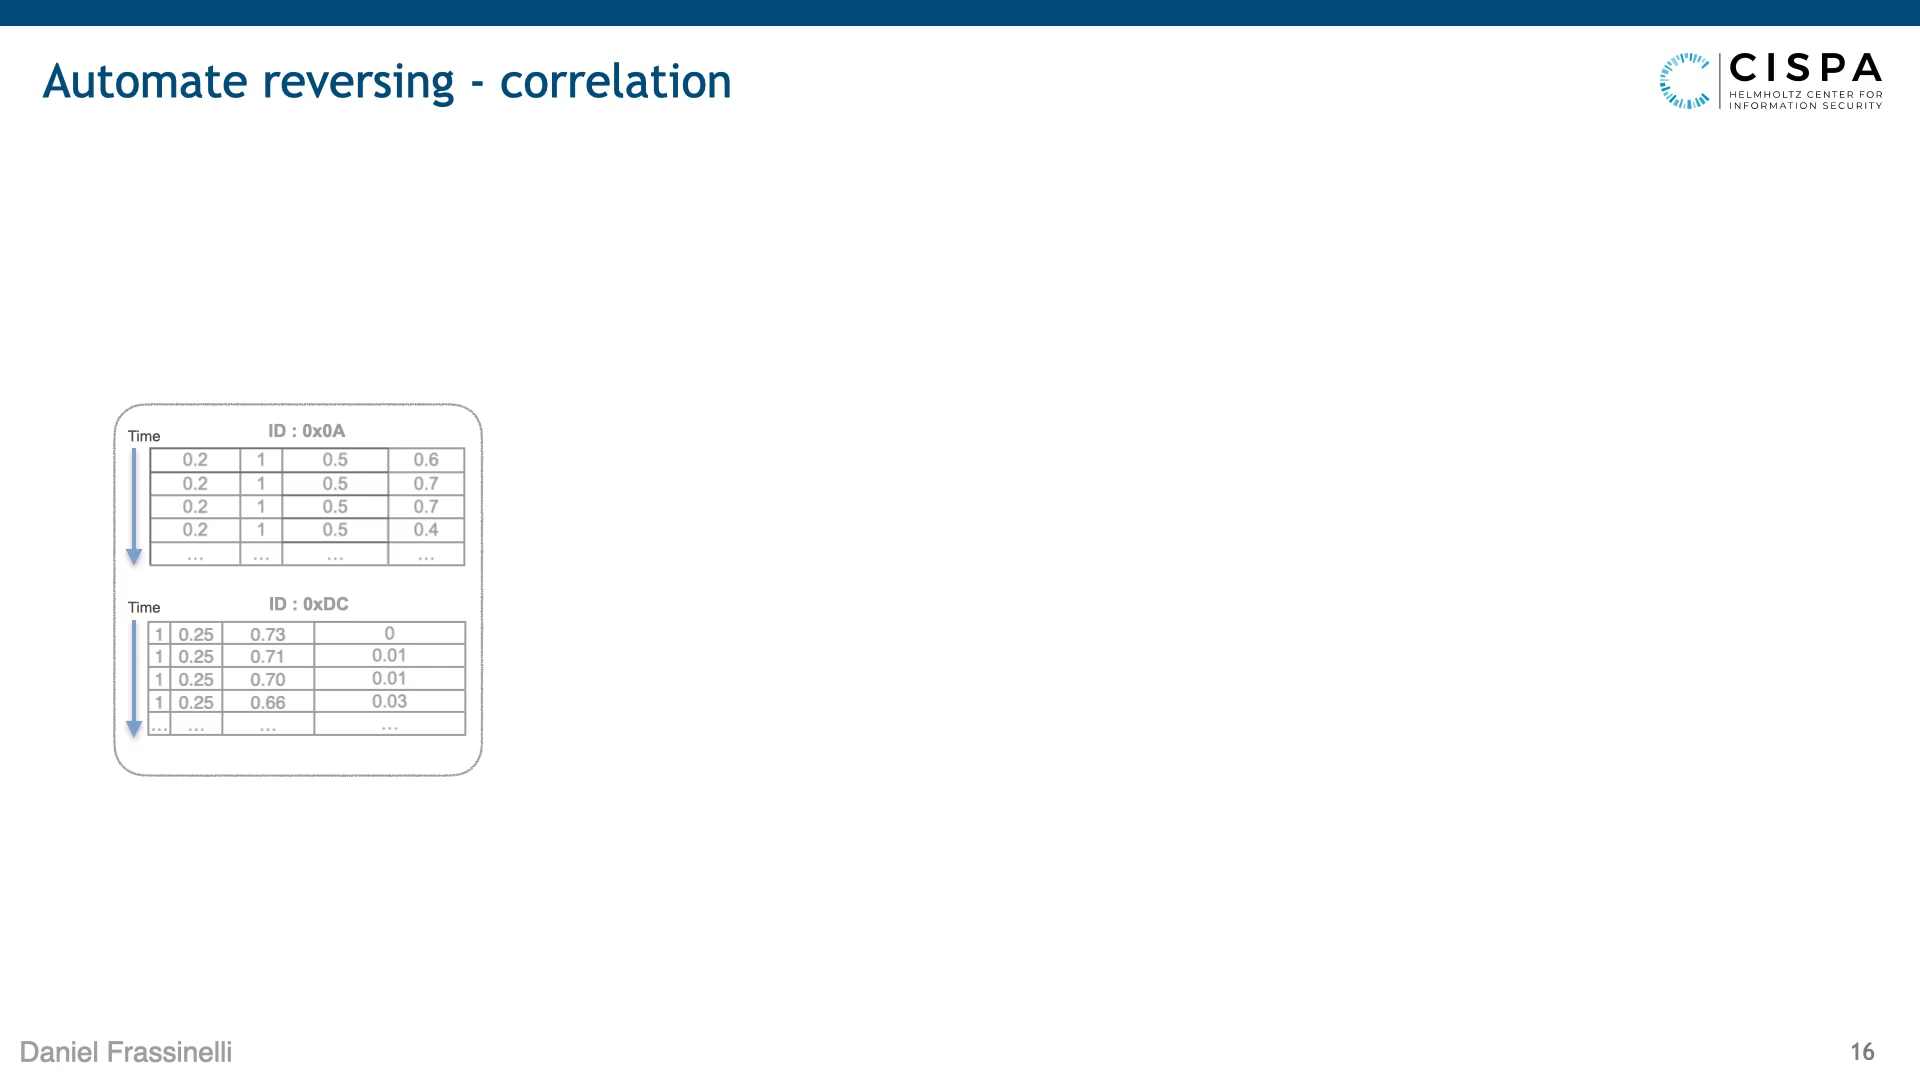 Automate reversing - correlation
CISPA
HELMHOLTZ CENTER FOR
INFORMATION SECURITY
Time
ID : 0x0A
0.2 1 0.5 0.6
0.2 1 0.5 0.7
0.2 1 0.5 0.7
0.2 1 0.5 0.4
... ... ... ...
Time
ID : 0xDC
1 0.25 0.73 0
1 0.25 0.71 0.01
1 0.25 0.70 0.01
1 0.25 0.66 0.03
... ... ... ...
Daniel Frassinelli
16